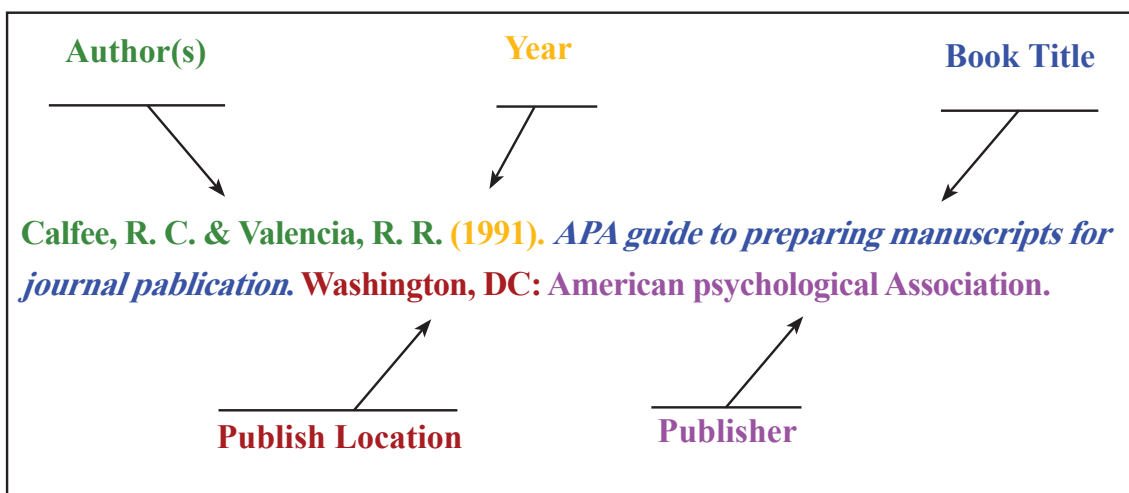 Author(s)
Year
Book Title
Calfee, R. C. & Valencia, R. R. (1991). APA guide to preparing manuscripts for
journal pablication. Washington, DC: American psychological Association.
Publish Location
Publisher